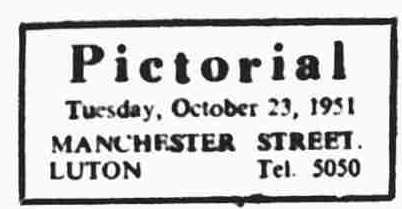 Pictorial
Tuesday, October 23, 1951
MANCHESTER STREET.
LUTON Tel. 5050